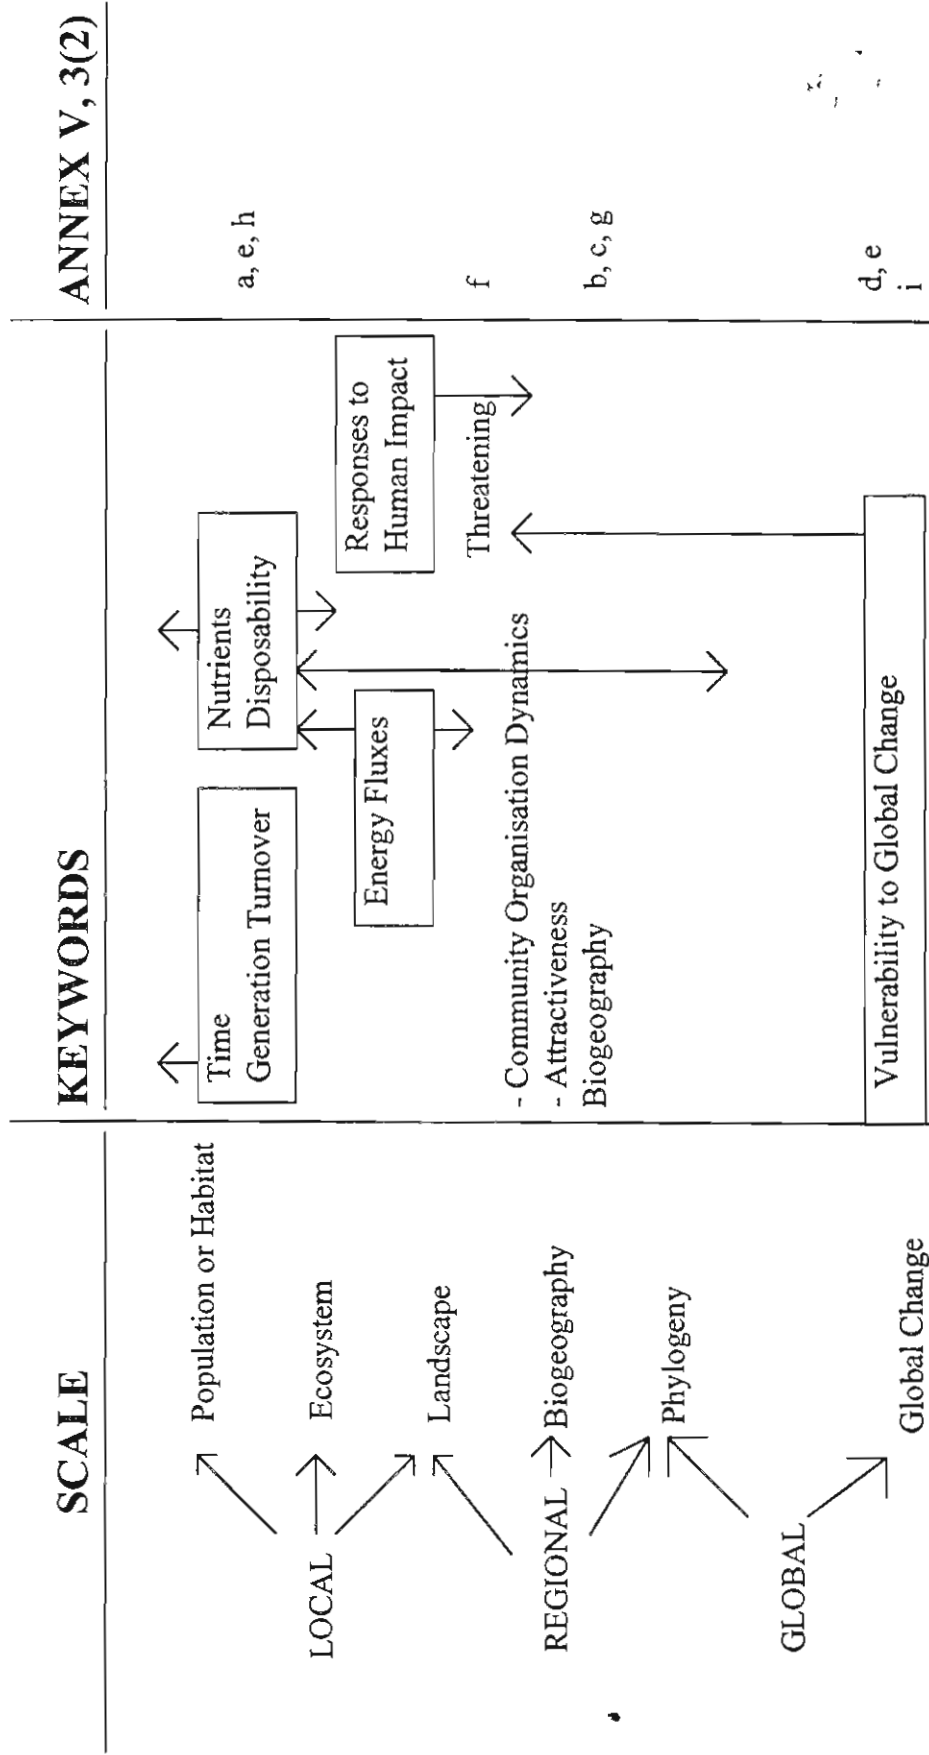 SCALE
KEYWORDS
ANNEX V, 3(2)
LOCAL
Population or Habitat
Ecosystem
Landscape
REGIONAL
Biogeography
Phylogeny
GLOBAL
Global Change
Time
Generation Turnover
Nutrients
Disposability
Energy Fluxes
Responses to
Human Impact
Threatening
- Community Organisation Dynamics
- Attractiveness
Biogeography
Vulnerability to Global Change
a, e, h
f
b, c, g
d, e
i